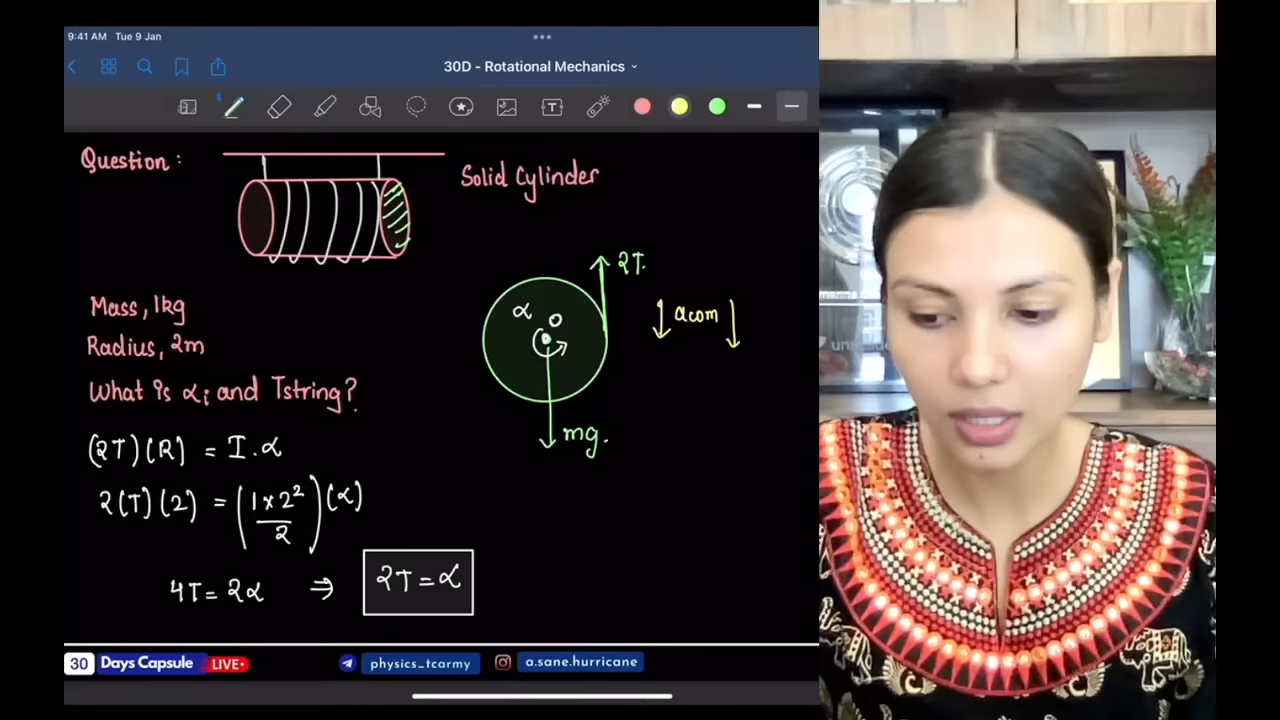 9:41 AM Tue 9 Jan
30D - Rotational Mechanics
Question:
Solid Cylinder
2T.
α
O
acom
mg.
Mass, 1kg
Radius, 2m
What is α; and Tstring?
(2T)(R) = I.α
2(T)(2) = (1×2²/2)(α)
4T = 2α ⇒ 2T = α
30 Days Capsule LIVE
physics_tcarmy
a.sane.hurricane